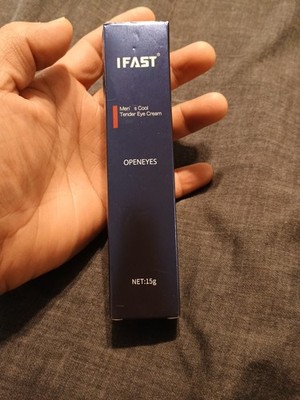 IFAST®
Men's Cool
Tender Eye Cream
OPENEYES
NET:15g